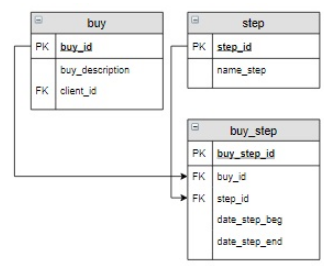 buy
PK buy_id
buy_description
FK client_id
step
PK step_id
name_step
buy_step
PK buy_step_id
FK buy_id
FK step_id
date_step_beg
date_step_end